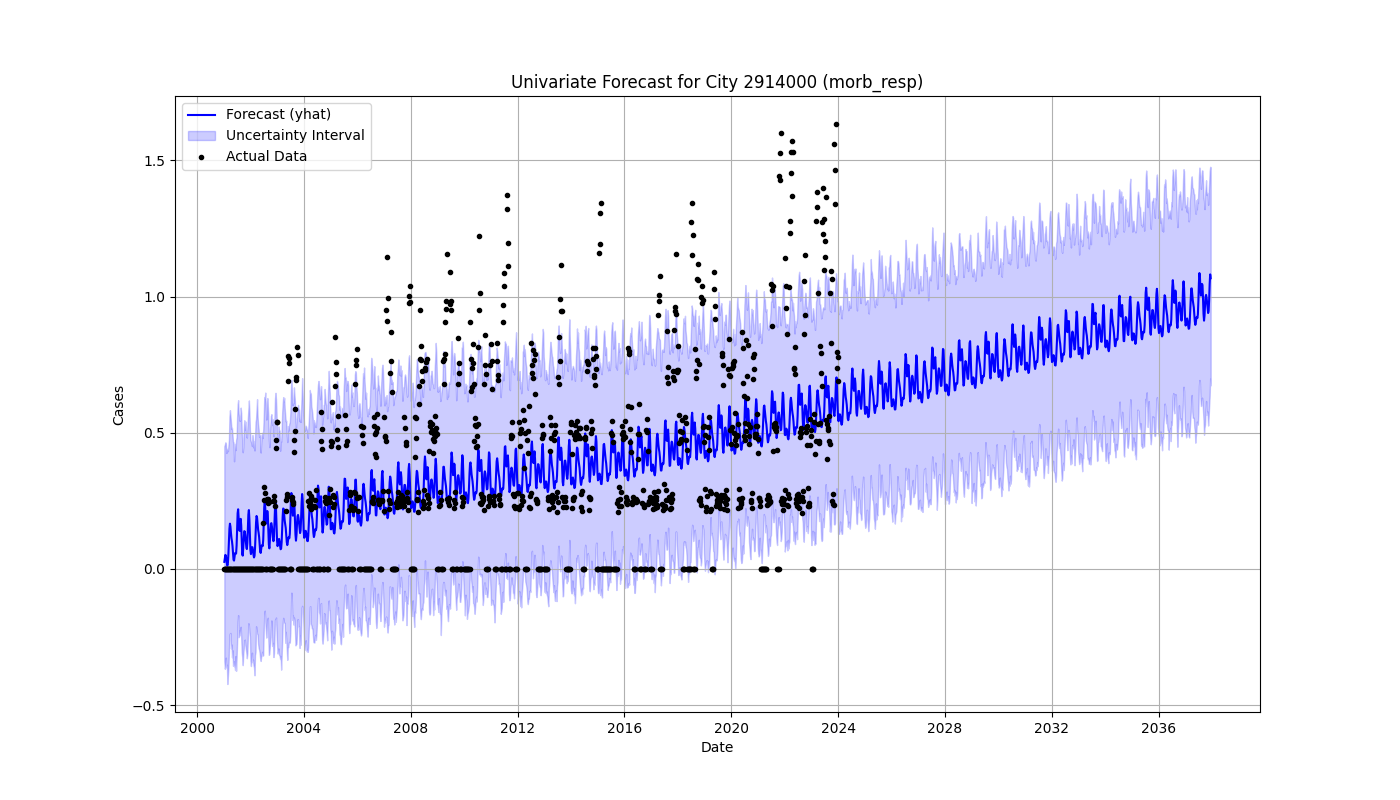 Univariate Forecast for City 2914000 (morb_resp)
Forecast (yhat)
Uncertainty Interval
Actual Data
1.5
1.0
0.5
0.0
−0.5
Cases
2000 2004 2008 2012 2016 2020 2024 2028 2032 2036
Date